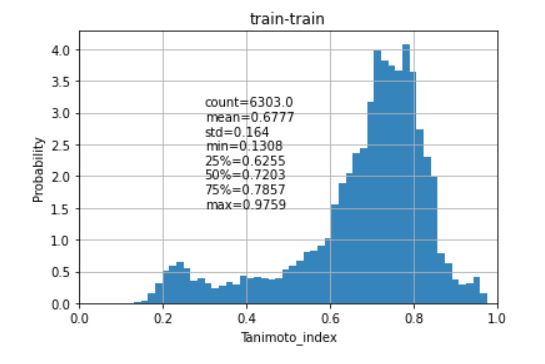 train-train
4.0
3.5
3.0
2.5
2.0
1.5
1.0
0.5
0.0
Probability
count=6303.0
mean=0.6777
std=0.164
min=0.1308
25%=0.6255
50%=0.7203
75%=0.7857
max=0.9759
0.0 0.2 0.4 0.6 0.8 1.0
Tanimoto_index